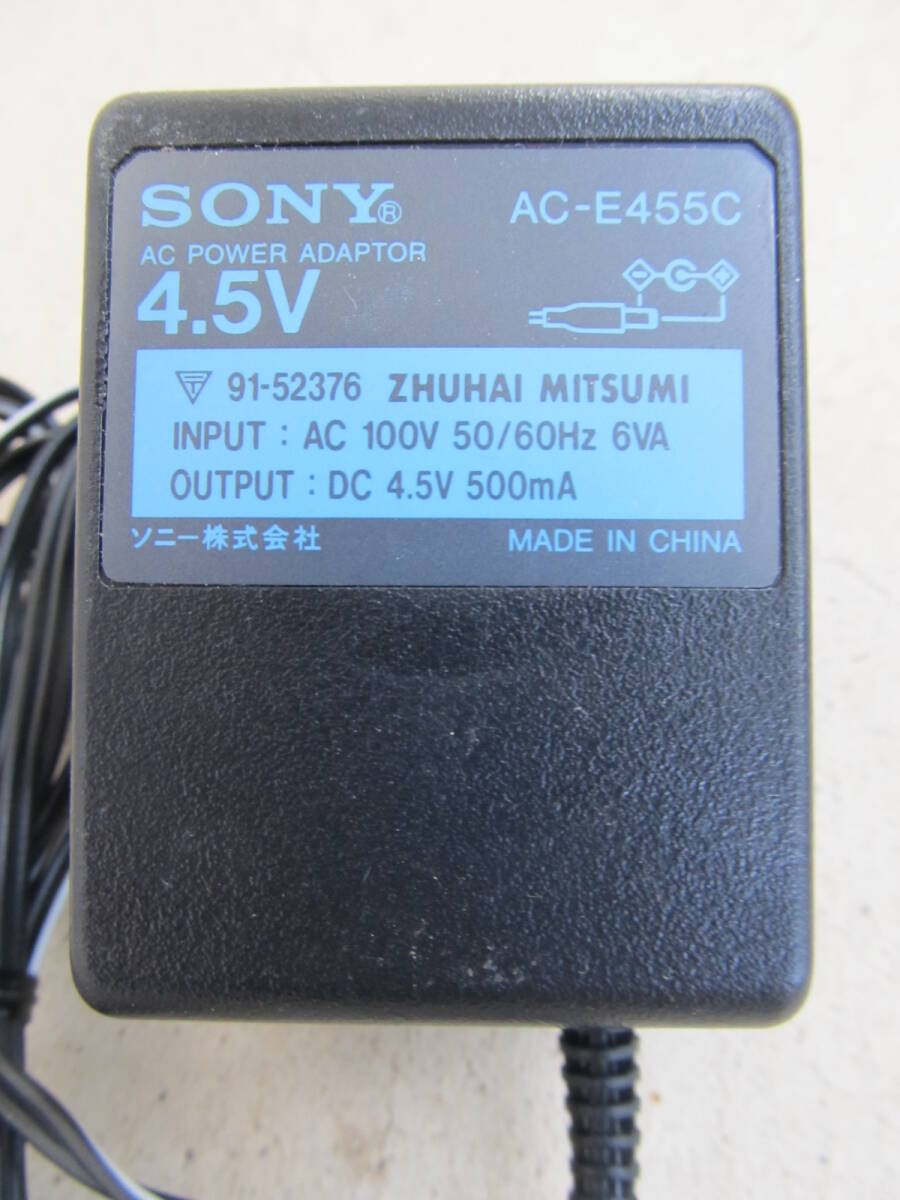 SONY® AC-E455C
AC POWER ADAPTOR
4.5V
91-52376 ZHUHAI MITSUMI
INPUT : AC 100V 50/60Hz 6VA
OUTPUT : DC 4.5V 500mA
ソニー株式会社 MADE IN CHINA